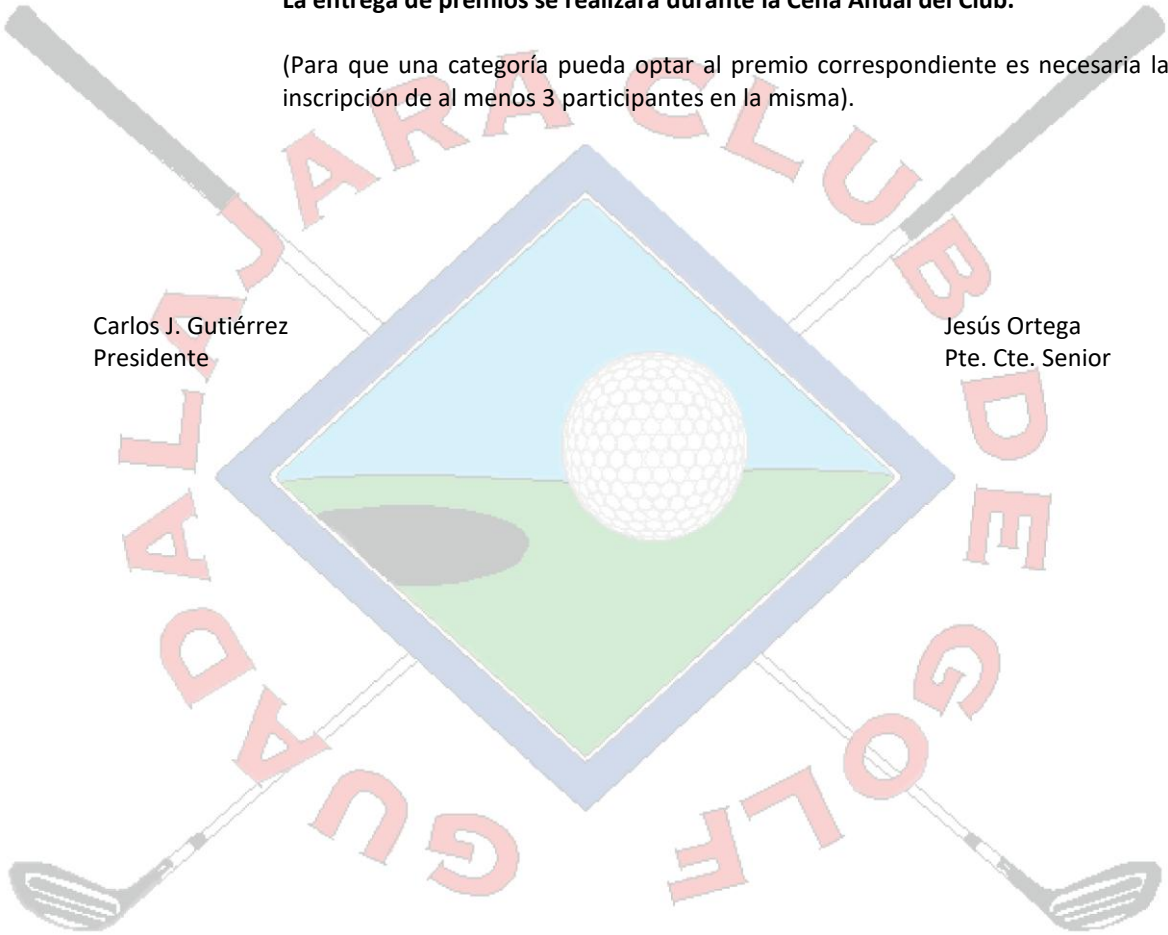 La entrega de premios se realizará durante la Cena Anual del Club.
(Para que una categoría pueda optar al premio correspondiente es necesaria la
inscripción de al menos 3 participantes en la misma).
Carlos J. Gutiérrez
Presidente
Jesús Ortega
Pte. Cte. Senior
GUADALAJARA CLUB DE GOLF